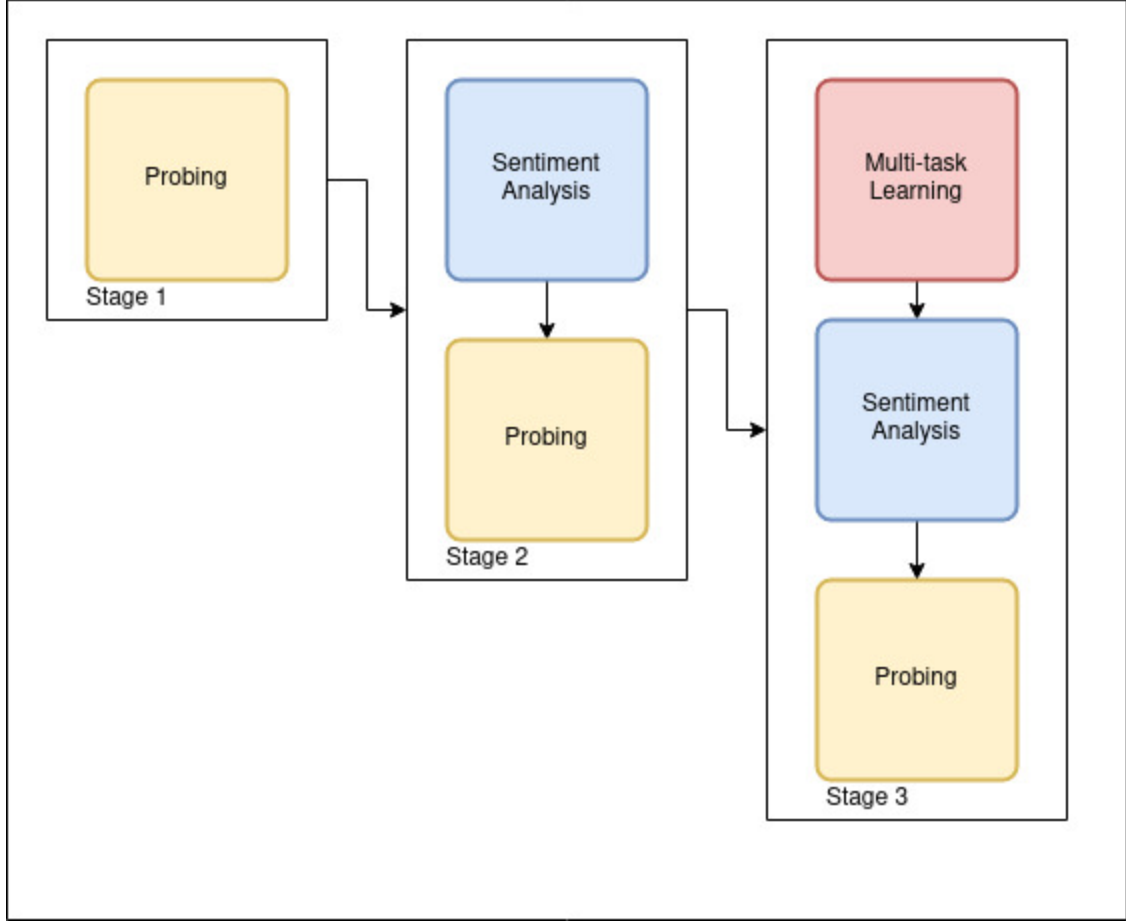 Probing
Stage 1
Sentiment
Analysis
Probing
Stage 2
Multi-task
Learning
Sentiment
Analysis
Probing
Stage 3